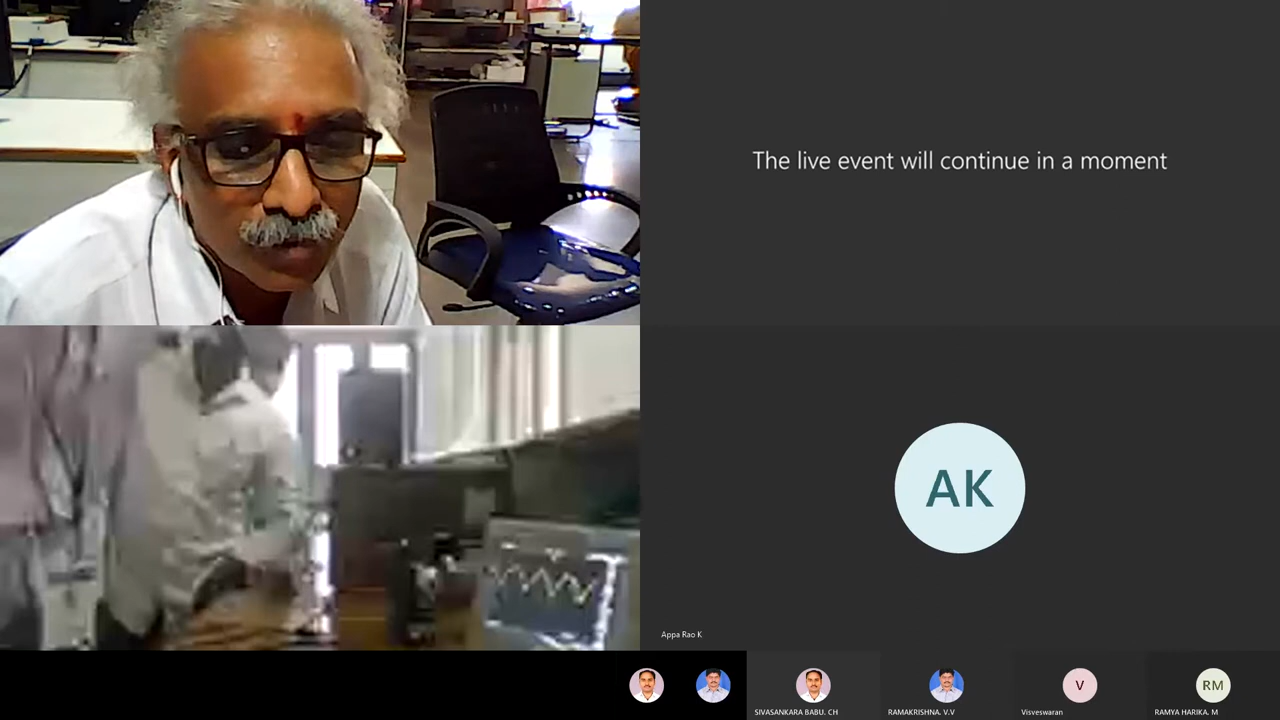 The live event will continue in a moment
AK
Appa Rao K
SIVASANKARA BABU. CH
RAMAKRISHNA. V.V
V
Visveswaran
RM
RAMYA HARIKA. M